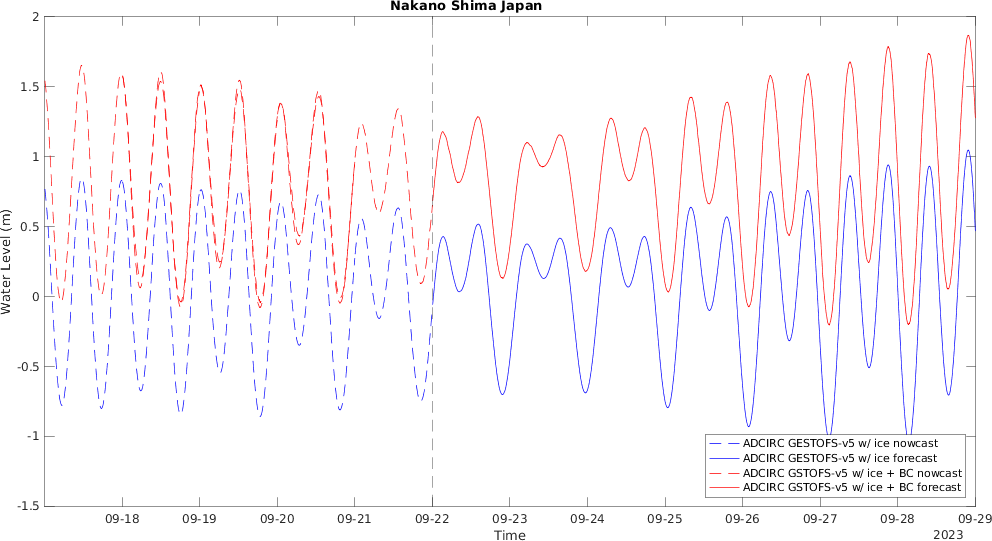 Nakano Shima Japan
2
1.5
1
0.5
0
-0.5
-1
-1.5
Water Level (m)
ADCIRC GESTOFS-v5 w/ ice nowcast
ADCIRC GESTOFS-v5 w/ ice forecast
ADCIRC GSTOFS-v5 w/ ice + BC nowcast
ADCIRC GSTOFS-v5 w/ ice + BC forecast
09-18 09-19 09-20 09-21 09-22 09-23 09-24 09-25 09-26 09-27 09-28 09-29
Time
2023